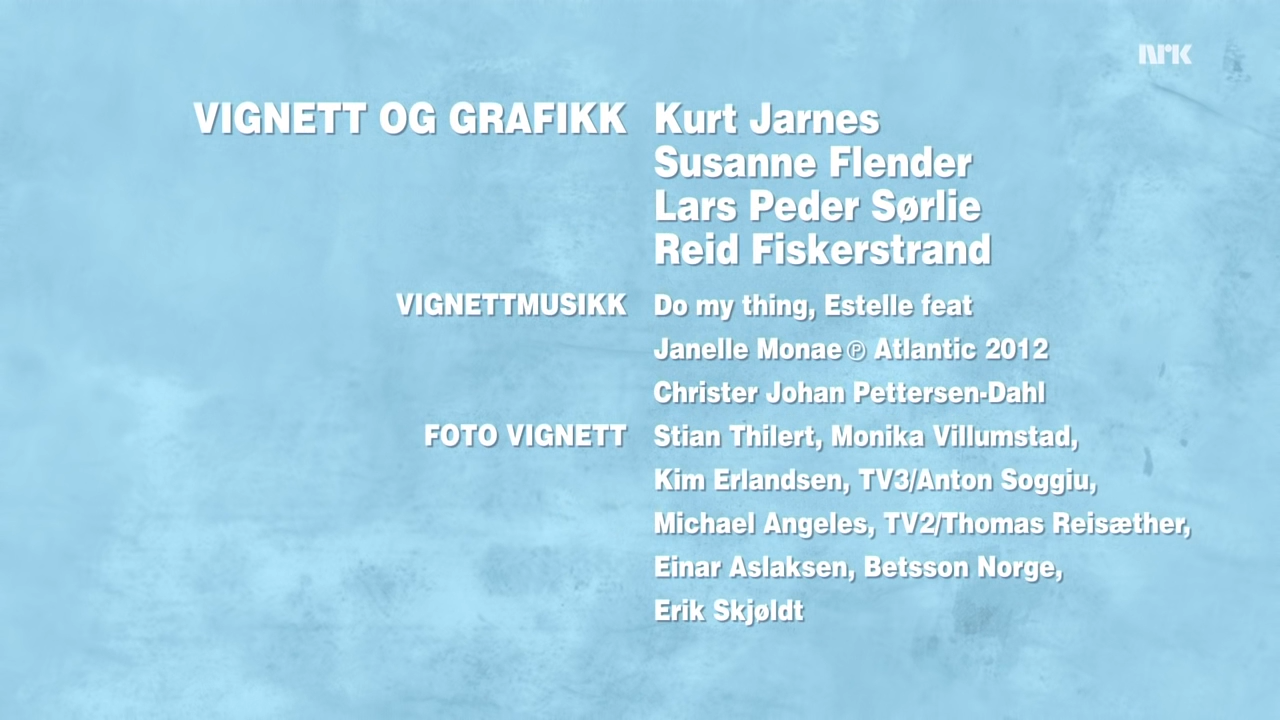 nrk
VIGNETT OG GRAFIKK Kurt Jarnes
Susanne Flender
Lars Peder Sørlie
Reid Fiskerstrand
VIGNETTMUSIKK Do my thing, Estelle feat
Janelle Monae℗ Atlantic 2012
Christer Johan Pettersen-Dahl
FOTO VIGNETT Stian Thilert, Monika Villumstad,
Kim Erlandsen, TV3/Anton Soggiu,
Michael Angeles, TV2/Thomas Reisæther,
Einar Aslaksen, Betsson Norge,
Erik Skjøldt